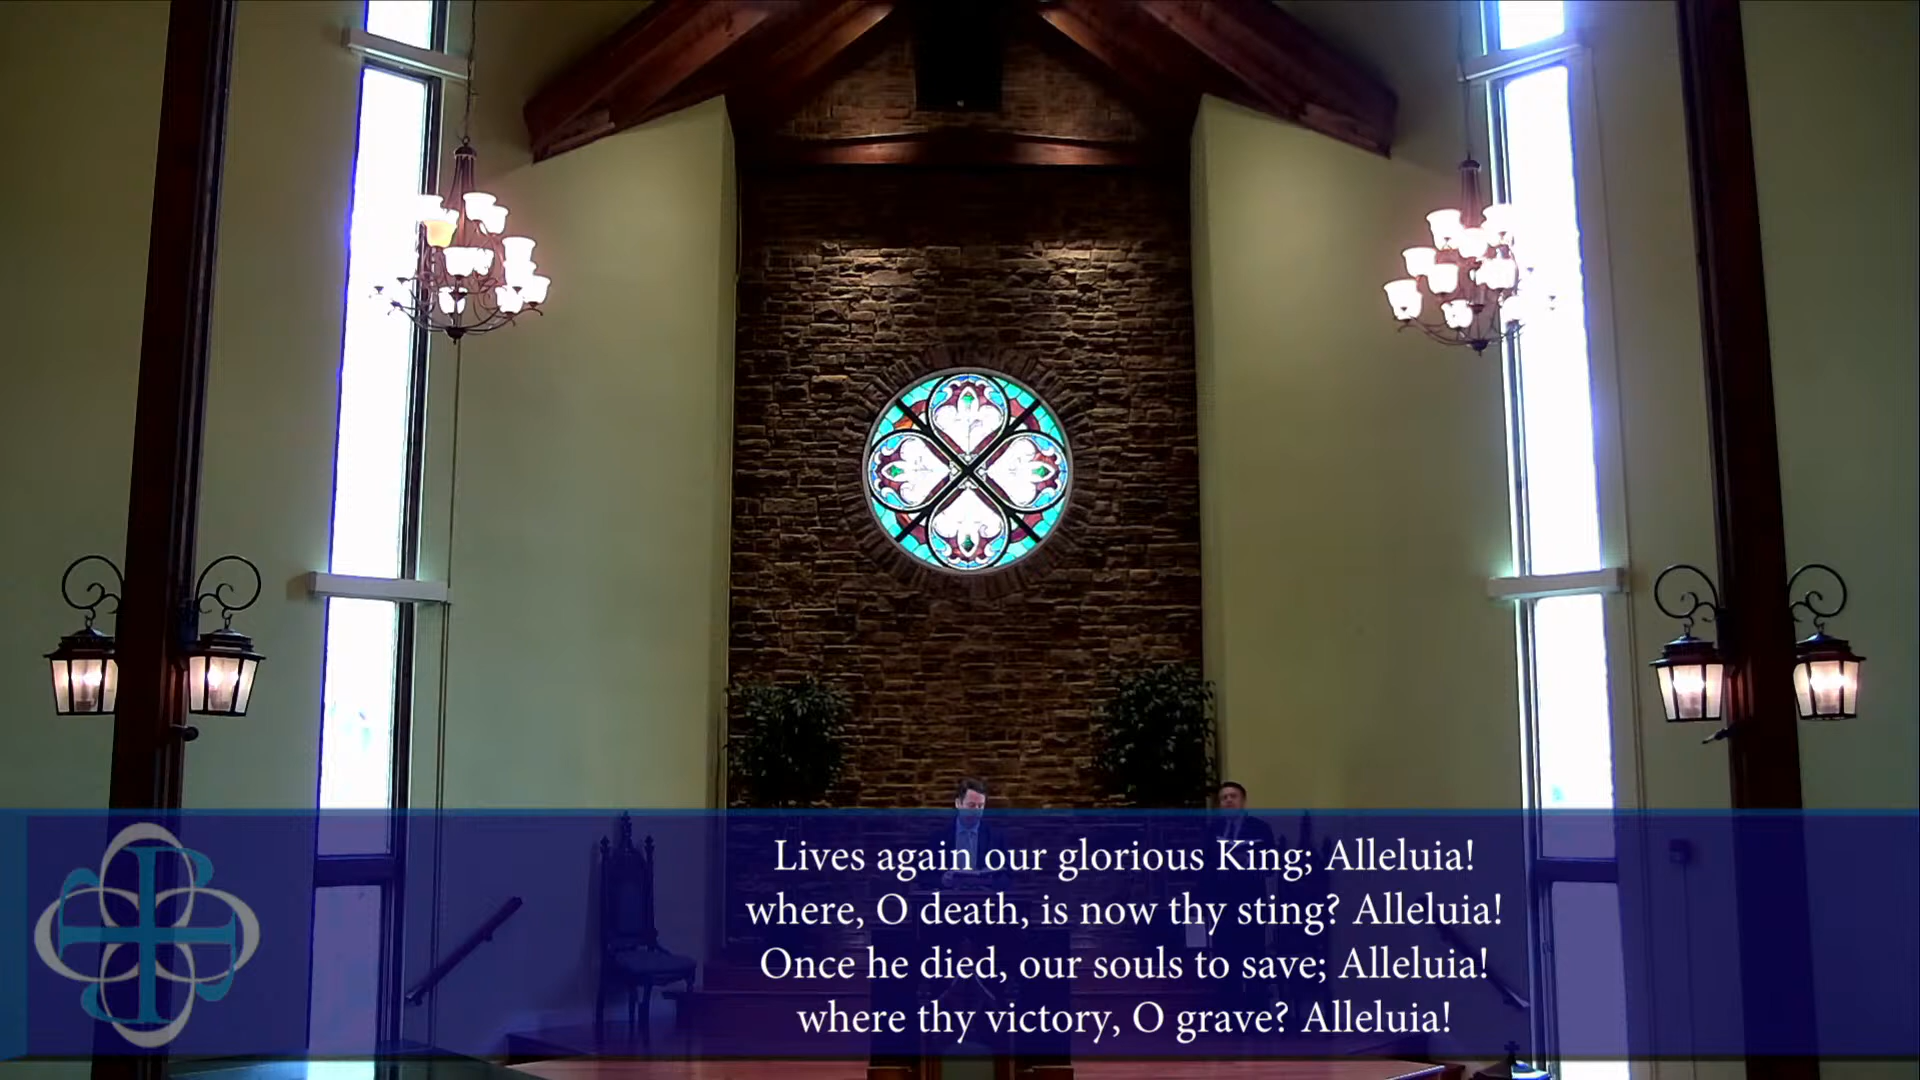 Lives again our glorious King; Alleluia!
where, O death, is now thy sting? Alleluia!
Once he died, our souls to save; Alleluia!
where thy victory, O grave? Alleluia!